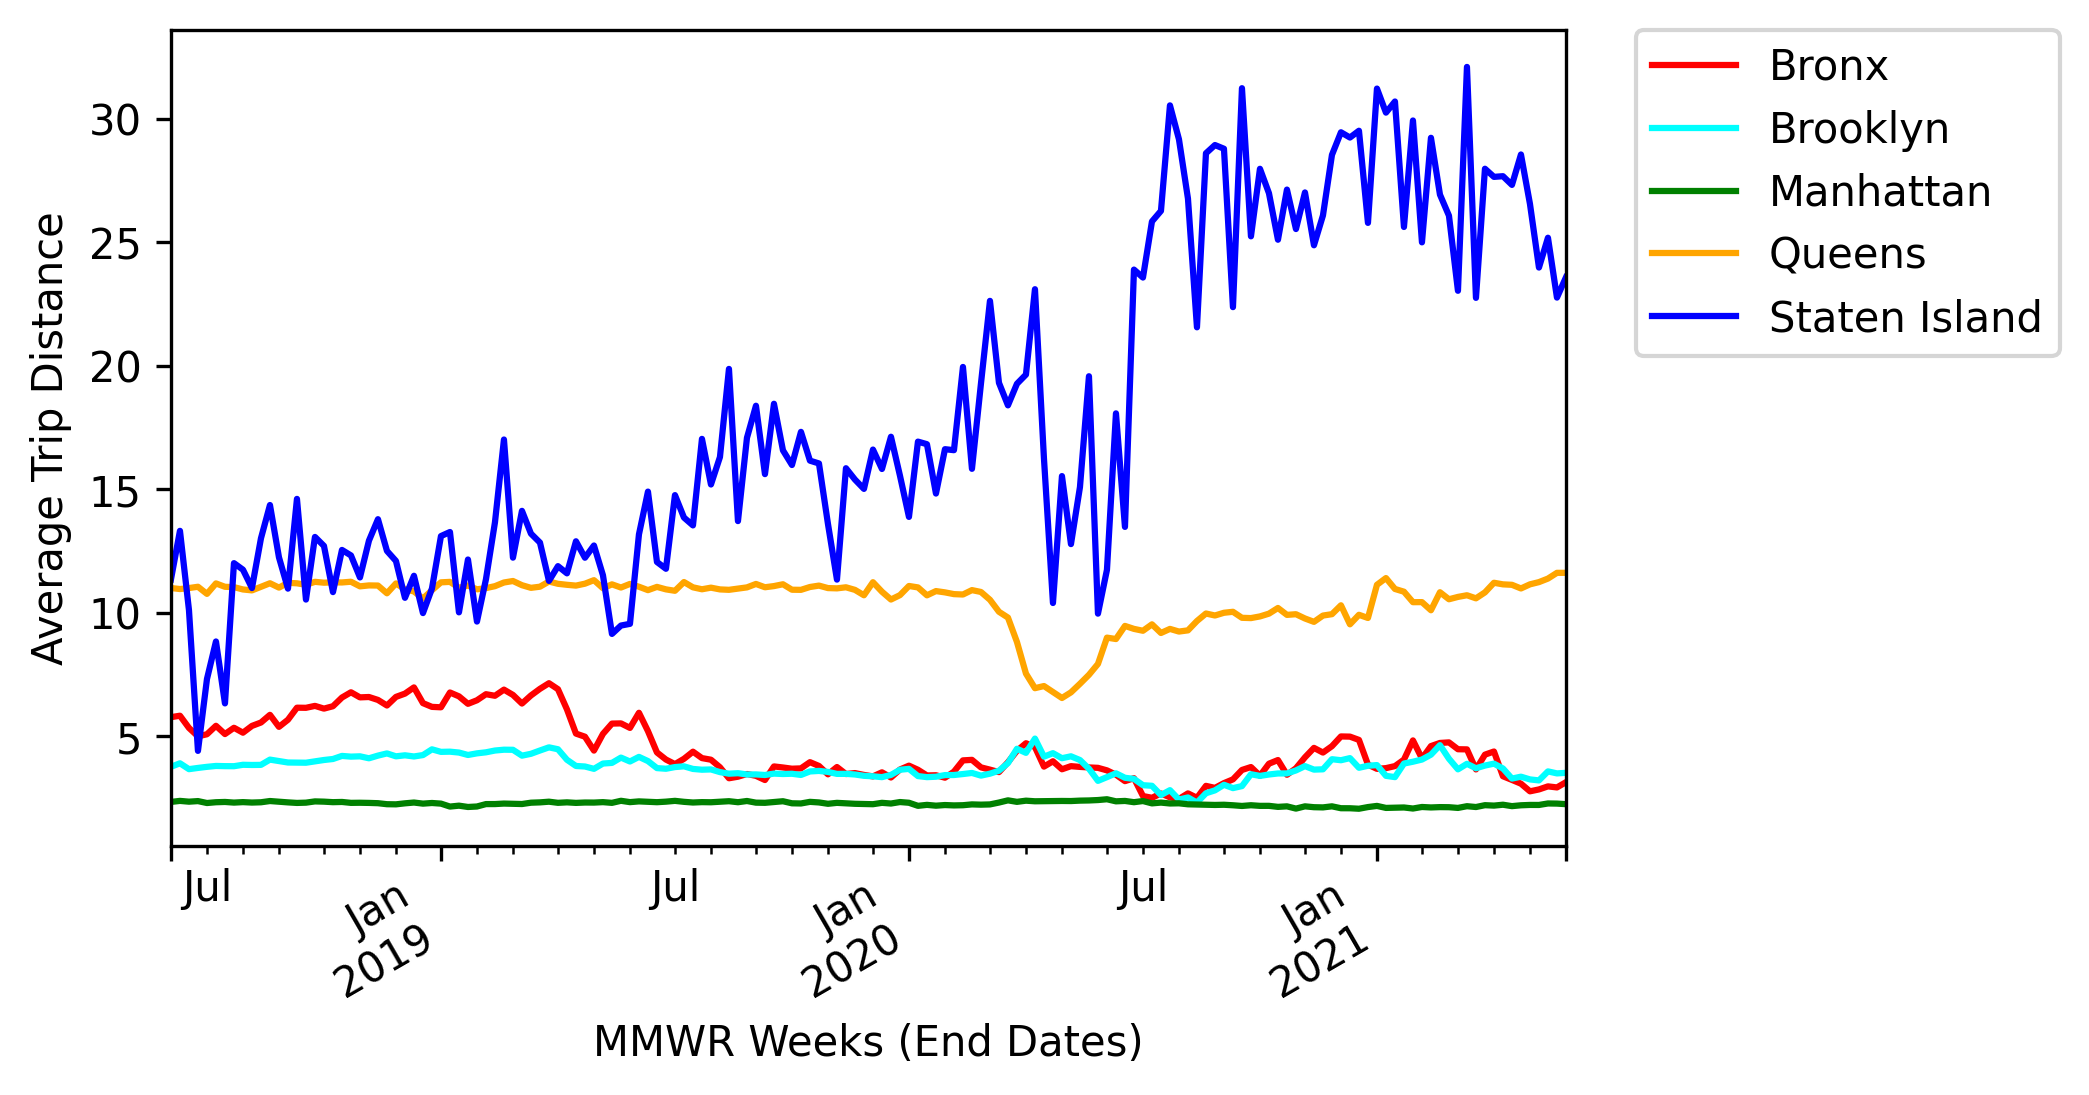 30
25
20
15
10
5
Average Trip Distance
Jul
Jan
2019
Jul
Jan
2020
Jul
Jan
2021
MMWR Weeks (End Dates)
Bronx
Brooklyn
Manhattan
Queens
Staten Island